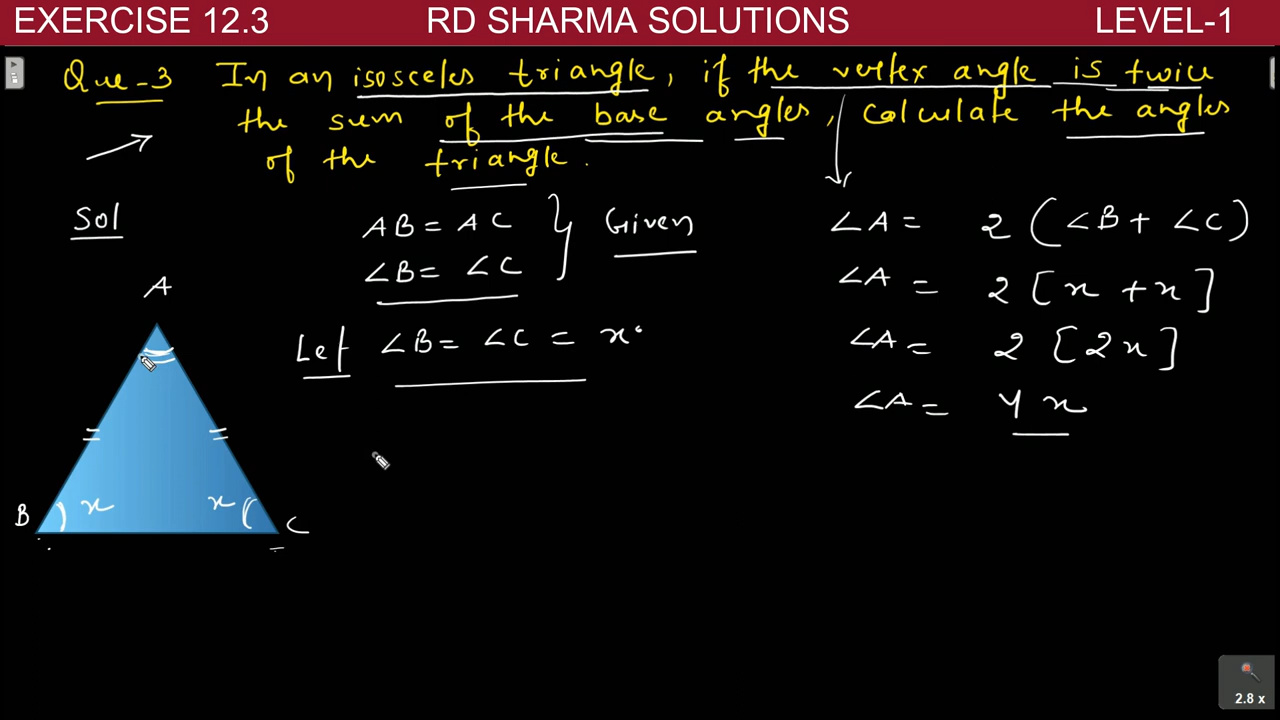 EXERCISE 12.3 RD SHARMA SOLUTIONS LEVEL-1
Que-3 In an isosceles triangle, if the vertex angle is twice
the sum of the base angles, calculate the angles
of the triangle.
Sol
AB = AC } Given
∠B = ∠C
Let ∠B = ∠C = x°
∠A = 2 (∠B + ∠C)
∠A = 2 [x + x]
∠A = 2 [2x]
∠A = 4x
A
x x
B C
2.8 x